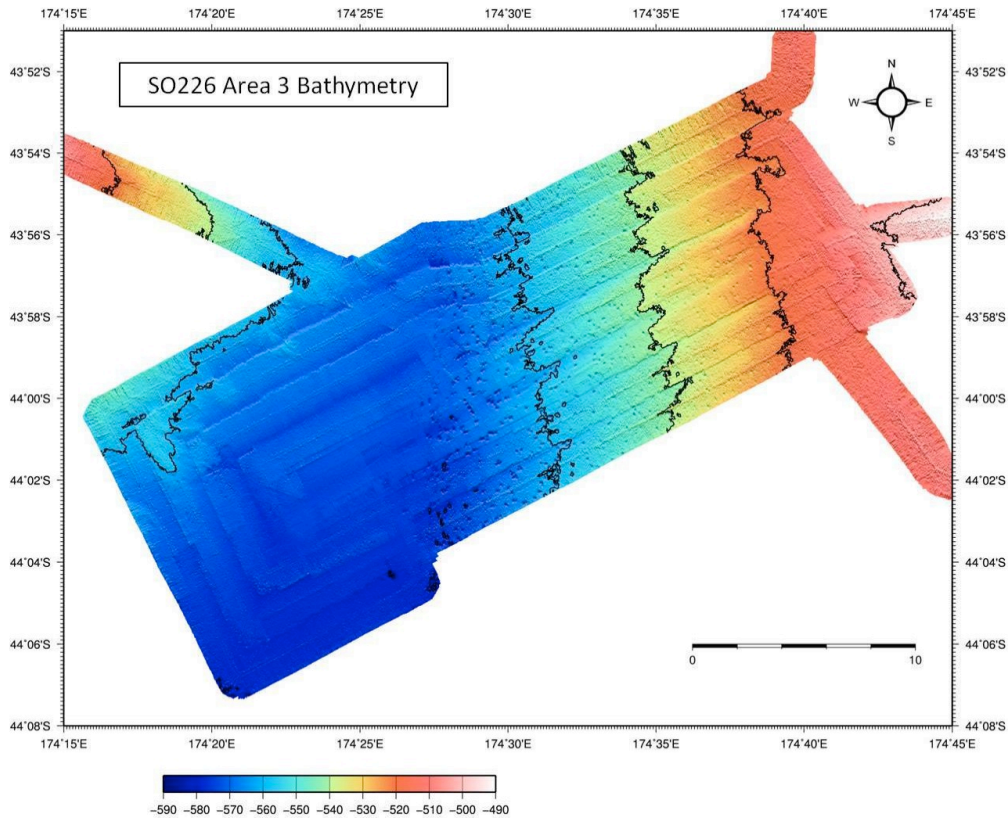 174°15'E 174°20'E 174°25'E 174°30'E 174°35'E 174°40'E 174°45'E
SO226 Area 3 Bathymetry
N
W E
S
43°52'S 43°52'S
43°54'S 43°54'S
43°56'S 43°56'S
43°58'S 43°58'S
44°00'S 44°00'S
44°02'S 44°02'S
44°04'S 44°04'S
44°06'S 44°06'S
0 10
44°08'S 44°08'S
174°15'E 174°20'E 174°25'E 174°30'E 174°35'E 174°40'E 174°45'E
−590 −580 −570 −560 −550 −540 −530 −520 −510 −500 −490